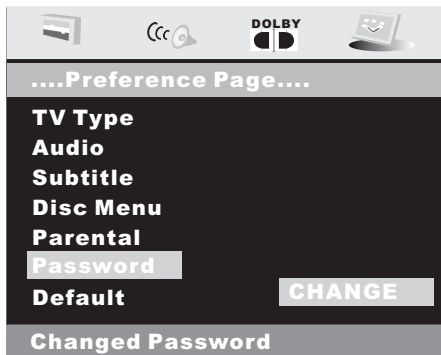 DOLBY
....Preference Page....
TV Type
Audio
Subtitle
Disc Menu
Parental
Password
Default CHANGE
Changed Password